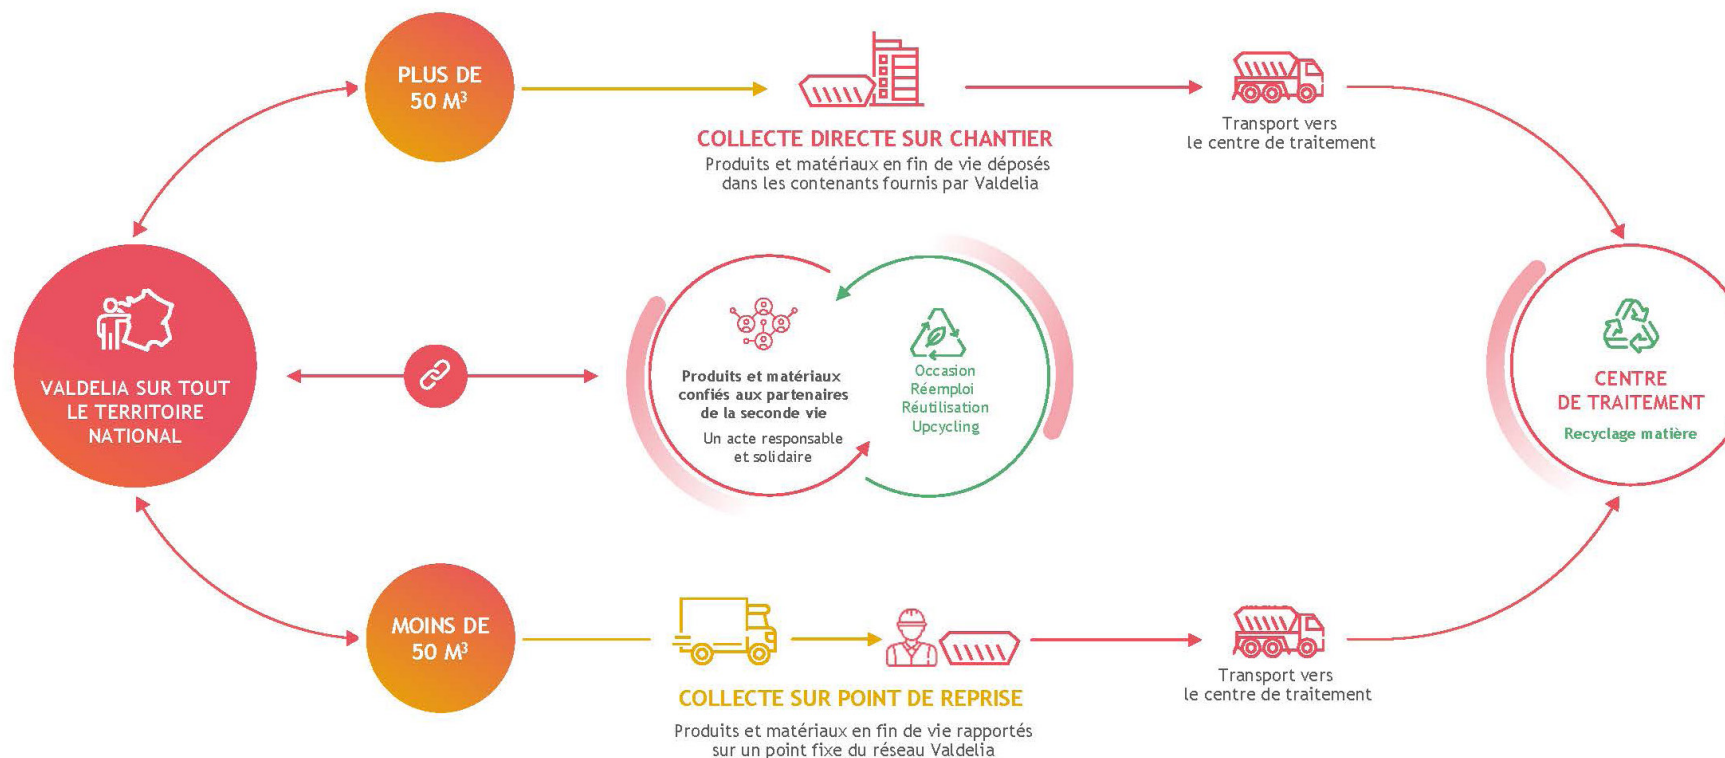 PLUS DE
50 M³
COLLECTE DIRECTE SUR CHANTIER
Produits et matériaux en fin de vie déposés
dans les contenants fournis par Valdelia
Transport vers
le centre de traitement
VALDELIA SUR TOUT
LE TERRITOIRE
NATIONAL
Produits et matériaux
confiés aux partenaires
de la seconde vie
Un acte responsable
et solidaire
Occasion
Réemploi
Réutilisation
Upcycling
CENTRE
DE TRAITEMENT
Recyclage matière
MOINS DE
50 M³
COLLECTE SUR POINT DE REPRISE
Produits et matériaux en fin de vie rapportés
sur un point fixe du réseau Valdelia
Transport vers
le centre de traitement